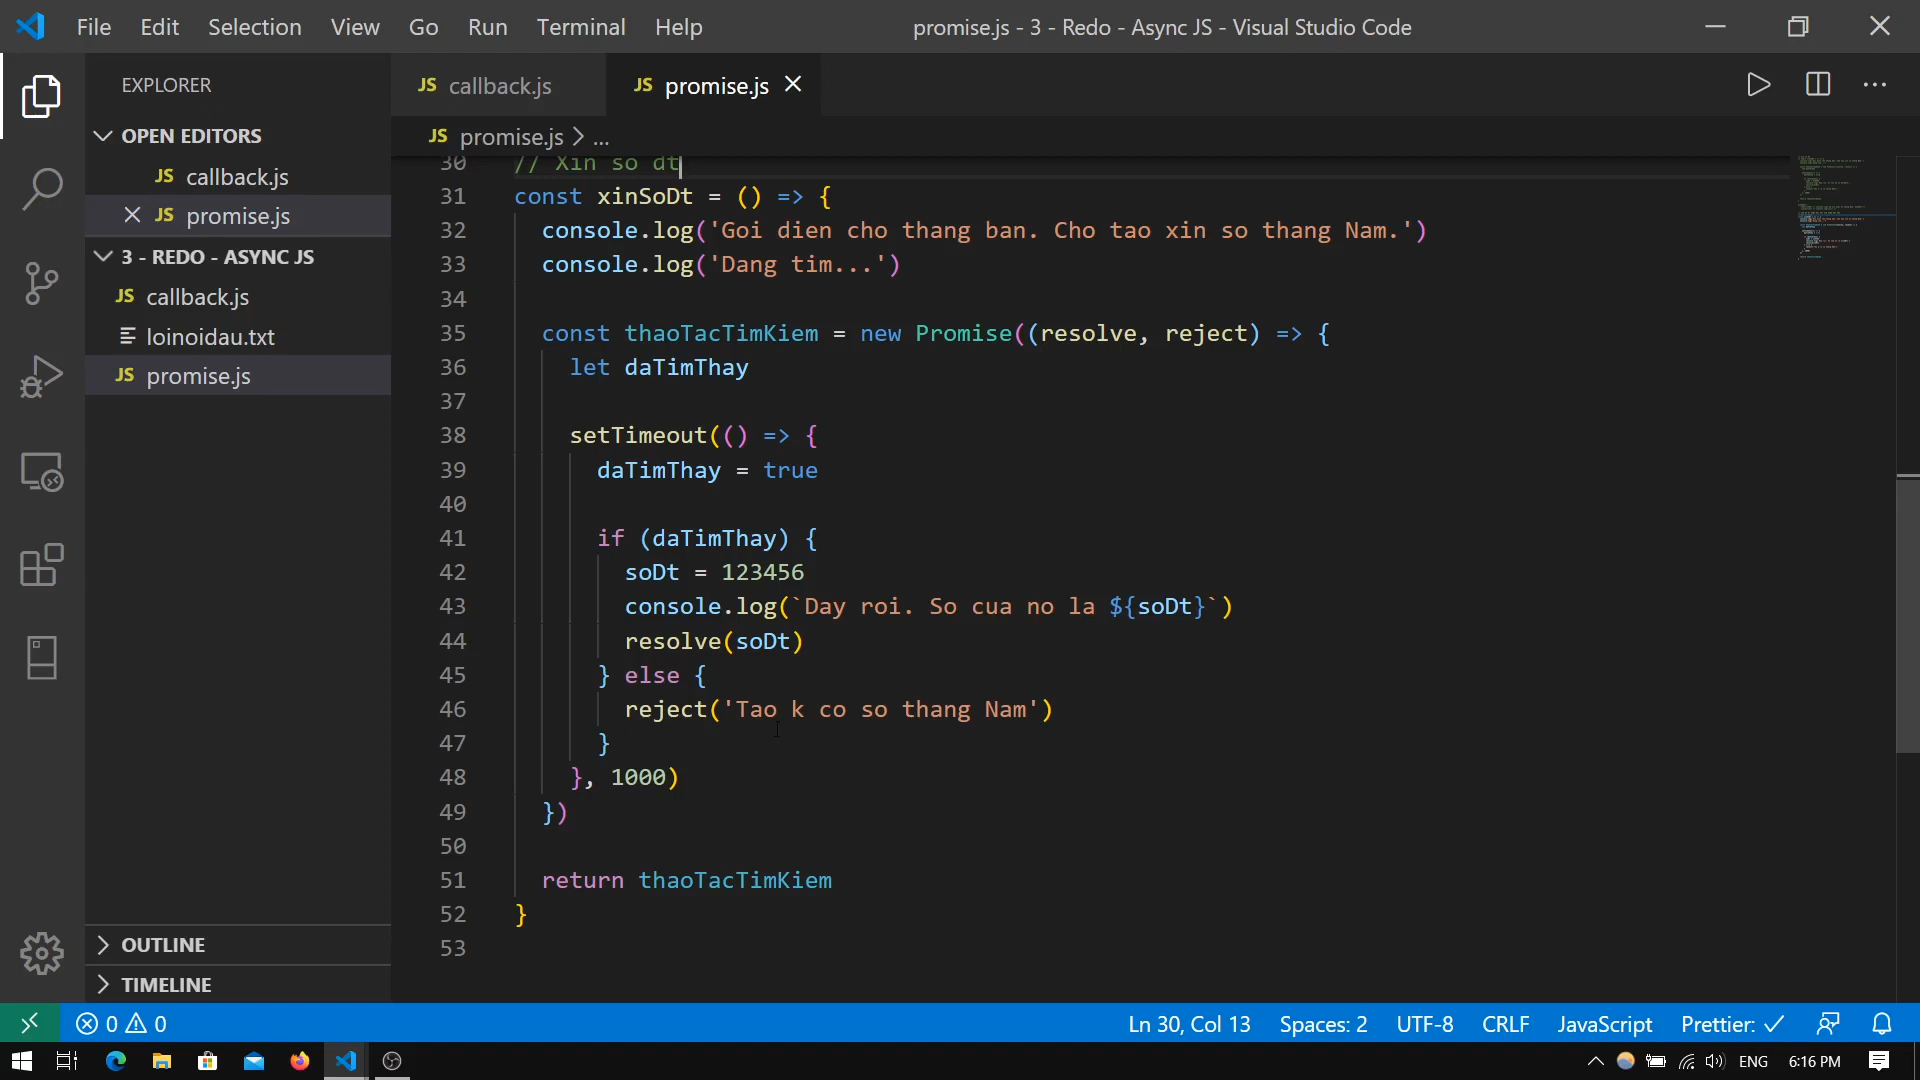 File Edit Selection View Go Run Terminal Help promise.js - 3 - Redo - Async JS - Visual Studio Code
EXPLORER
OPEN EDITORS
JS callback.js
JS promise.js
3 - REDO - ASYNC JS
JS callback.js
loinoidau.txt
JS promise.js
OUTLINE
TIMELINE
JS callback.js JS promise.js
JS promise.js > ...
30 // Xin so dt
31 const xinSoDt = () => {
32 console.log('Goi dien cho thang ban. Cho tao xin so thang Nam.')
33 console.log('Dang tim...')
34
35 const thaoTacTimKiem = new Promise((resolve, reject) => {
36 let daTimThay
37
38 setTimeout(() => {
39 daTimThay = true
40
41 if (daTimThay) {
42 soDt = 123456
43 console.log(`Day roi. So cua no la ${soDt}`)
44 resolve(soDt)
45 } else {
46 reject('Tao k co so thang Nam')
47 }
48 }, 1000)
49 })
50
51 return thaoTacTimKiem
52 }
53
0 0 Ln 30, Col 13 Spaces: 2 UTF-8 CRLF JavaScript Prettier: ✓
ENG 6:16 PM